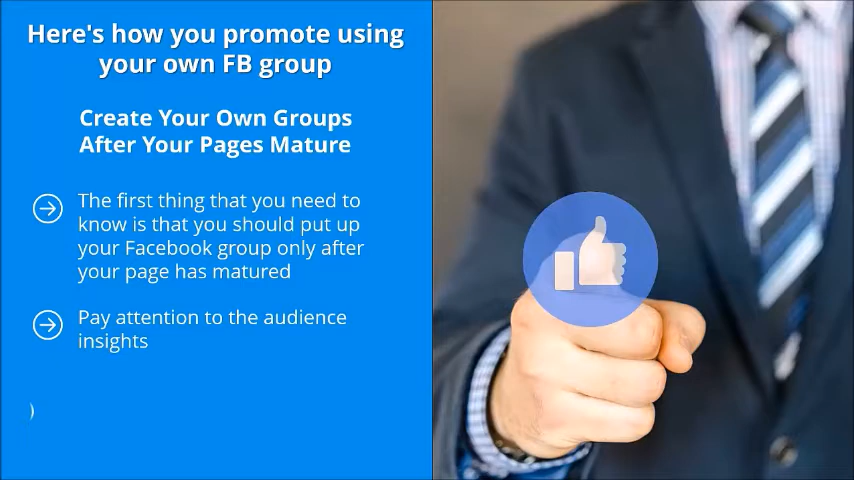 Here's how you promote using
your own FB group
Create Your Own Groups
After Your Pages Mature
The first thing that you need to
know is that you should put up
your Facebook group only after
your page has matured
Pay attention to the audience
insights